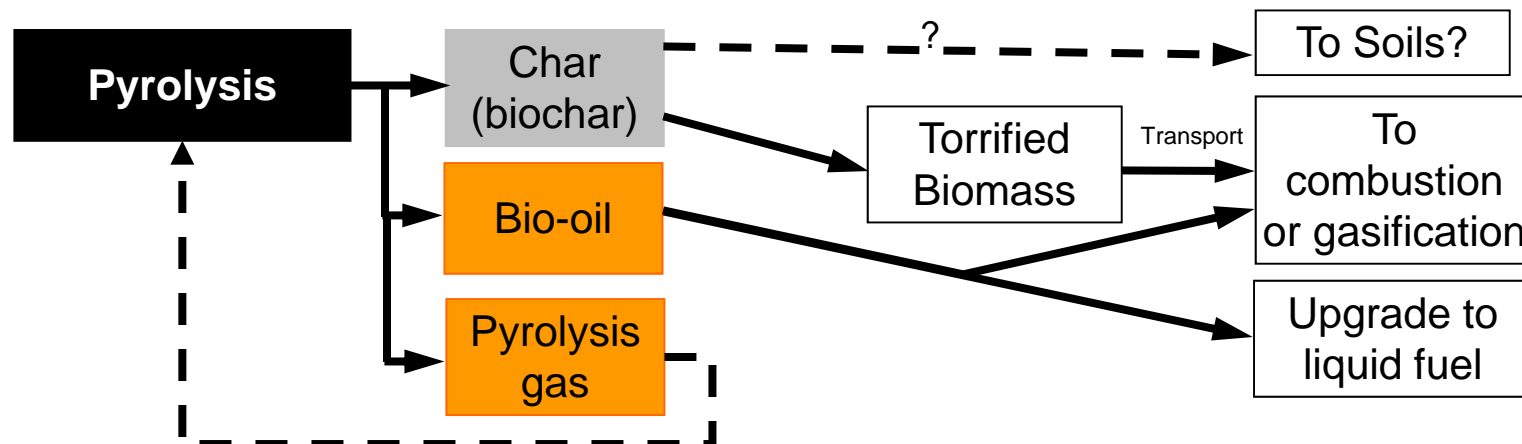 Pyrolysis
Char
(biochar)
?
To Soils?
Torrified
Biomass
Transport
To
combustion
or gasification
Bio-oil
Upgrade to
liquid fuel
Pyrolysis
gas